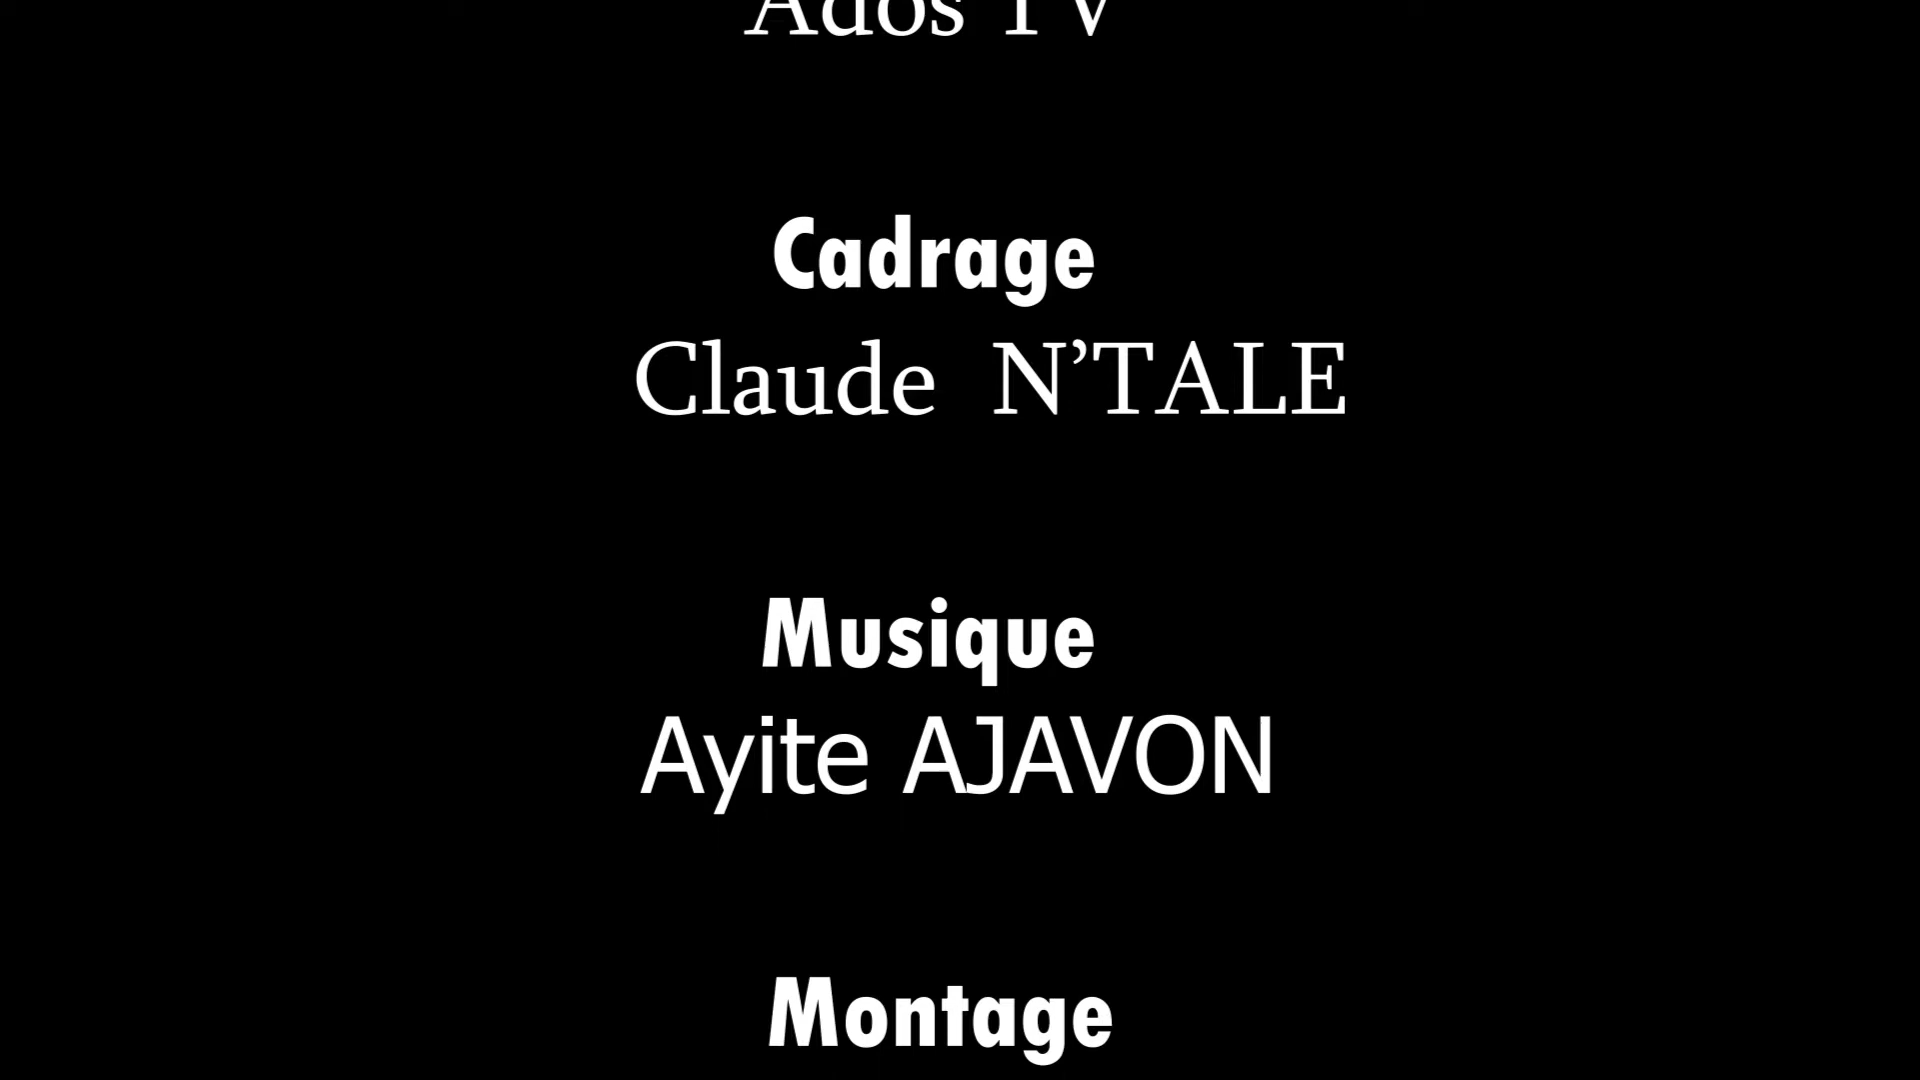 Ados TV
Cadrage
Claude N’TALE
Musique
Ayite AJAVON
Montage